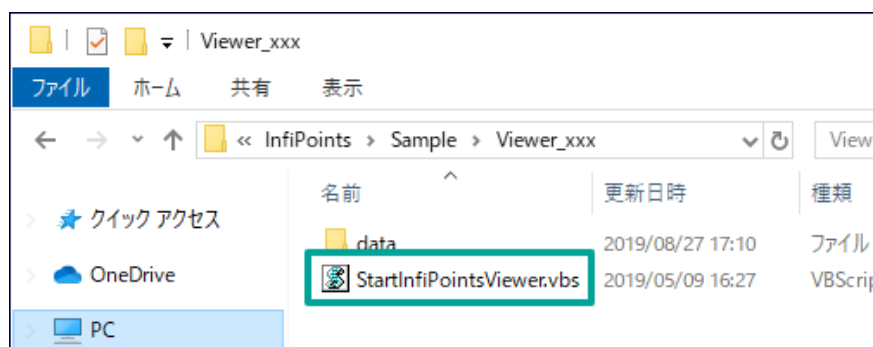 Viewer_xxx
ファイル ホーム 共有 表示
« InfiPoints › Sample › Viewer_xxx View
名前 更新日時 種類
クイック アクセス
data 2019/08/27 17:10 ファイル
OneDrive
StartInfiPointsViewer.vbs 2019/05/09 16:27 VBScrip
PC